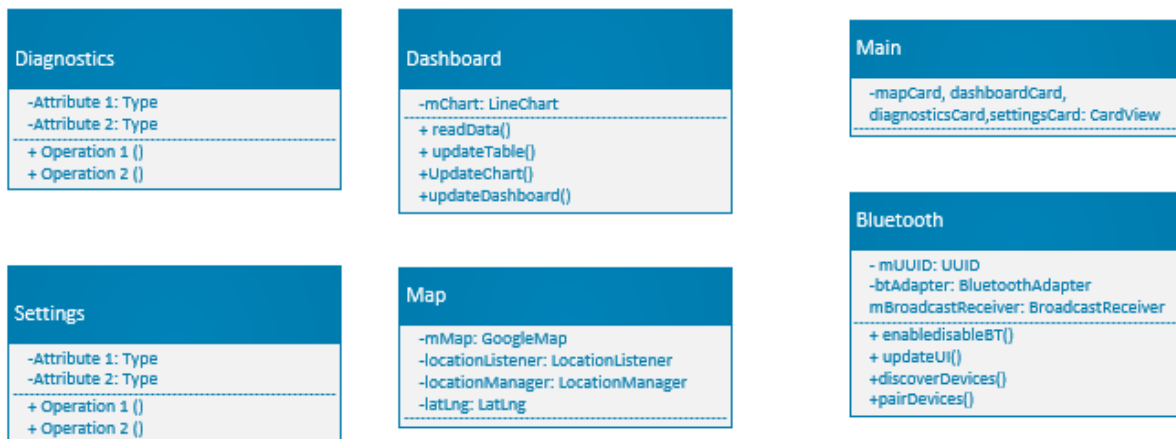 Diagnostics
-Attribute 1: Type
-Attribute 2: Type
+ Operation 1 ()
+ Operation 2 ()
Dashboard
-mChart: LineChart
+ readData()
+ updateTable()
+UpdateChart()
+updateDashboard()
Main
-mapCard, dashboardCard,
diagnosticsCard,settingsCard: CardView
Settings
-Attribute 1: Type
-Attribute 2: Type
+ Operation 1 ()
+ Operation 2 ()
Map
-mMap: GoogleMap
-locationListener: LocationListener
-locationManager: LocationManager
-latLng: LatLng
Bluetooth
- mUUID: UUID
-btAdapter: BluetoothAdapter
mBroadcastReceiver: BroadcastReceiver
+ enabledisableBT()
+ updateUI()
+discoverDevices()
+pairDevices()